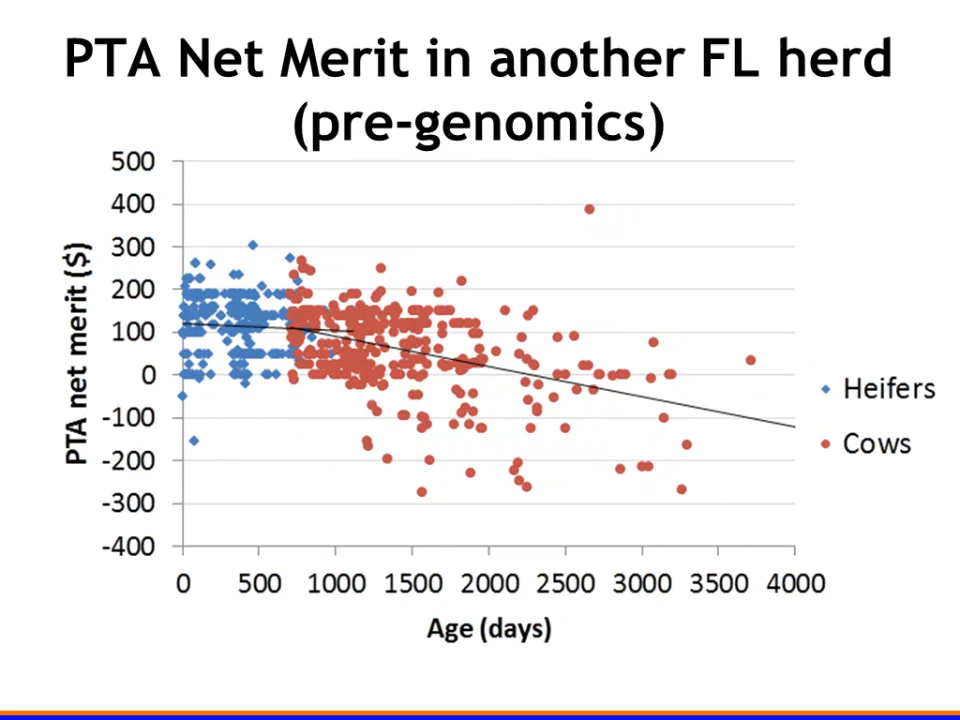 PTA Net Merit in another FL herd
(pre-genomics)
500
400
300
200
100
0
-100
-200
-300
-400
PTA net merit ($)
0 500 1000 1500 2000 2500 3000 3500 4000
Age (days)
Heifers
Cows